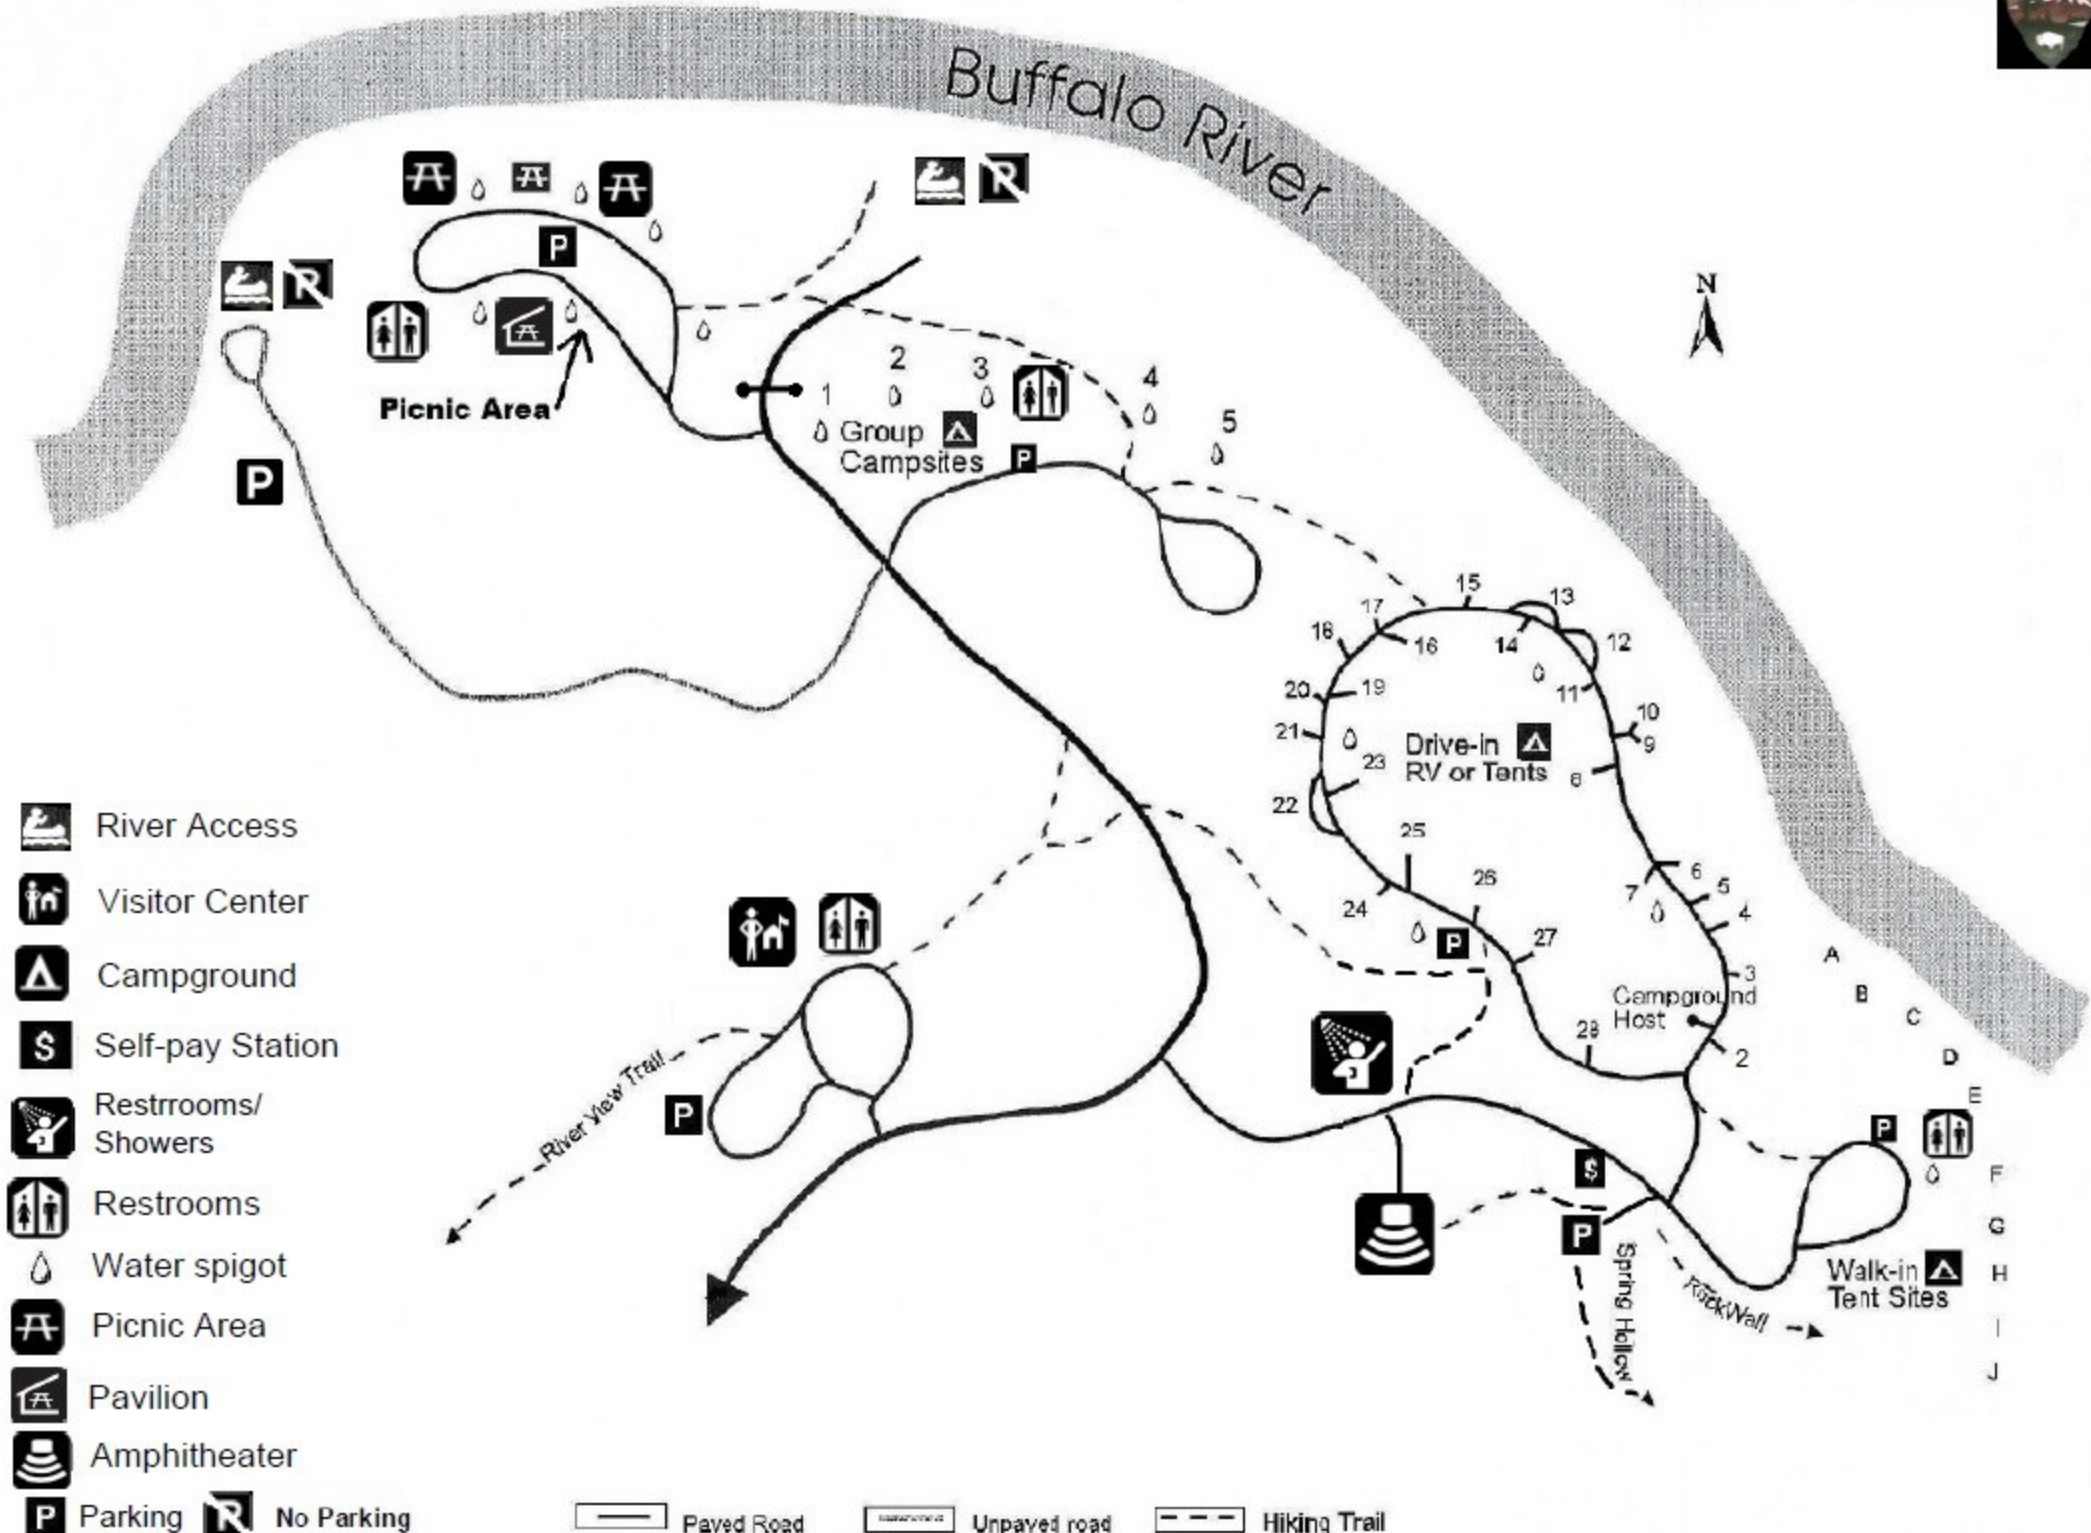 Buffalo River
N
P
P
Picnic Area
1
2
3
4
5
Group
Campsites
P
15
13
17
18
16
14
12
11
20
19
10
9
21
Drive-in
RV or Tents
23
8
22
25
26
24
P
27
6
7
5
4
3
Campground
Host
28
2
A
B
C
D
E
F
G
H
I
J
River View Trail
P
$
P
P
Spring Hollow
RockWall
Walk-in
Tent Sites
River Access
Visitor Center
Campground
$ Self-pay Station
Restrrooms/
Showers
Restrooms
Water spigot
Picnic Area
Pavilion
Amphitheater
P Parking
No Parking
Paved Road
Unpaved road
Hiking Trail